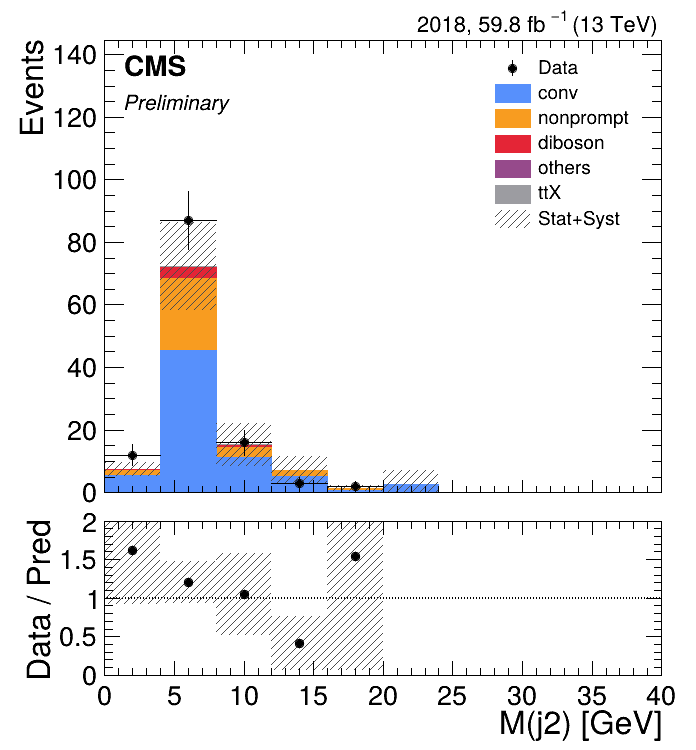 2018, 59.8 fb⁻¹ (13 TeV)
CMS
Preliminary
Events
140
120
100
80
60
40
20
0
Data
conv
nonprompt
diboson
others
ttX
Stat+Syst
Data / Pred
2
1.5
1
0.5
0
0 5 10 15 20 25 30 35 40
M(j2) [GeV]